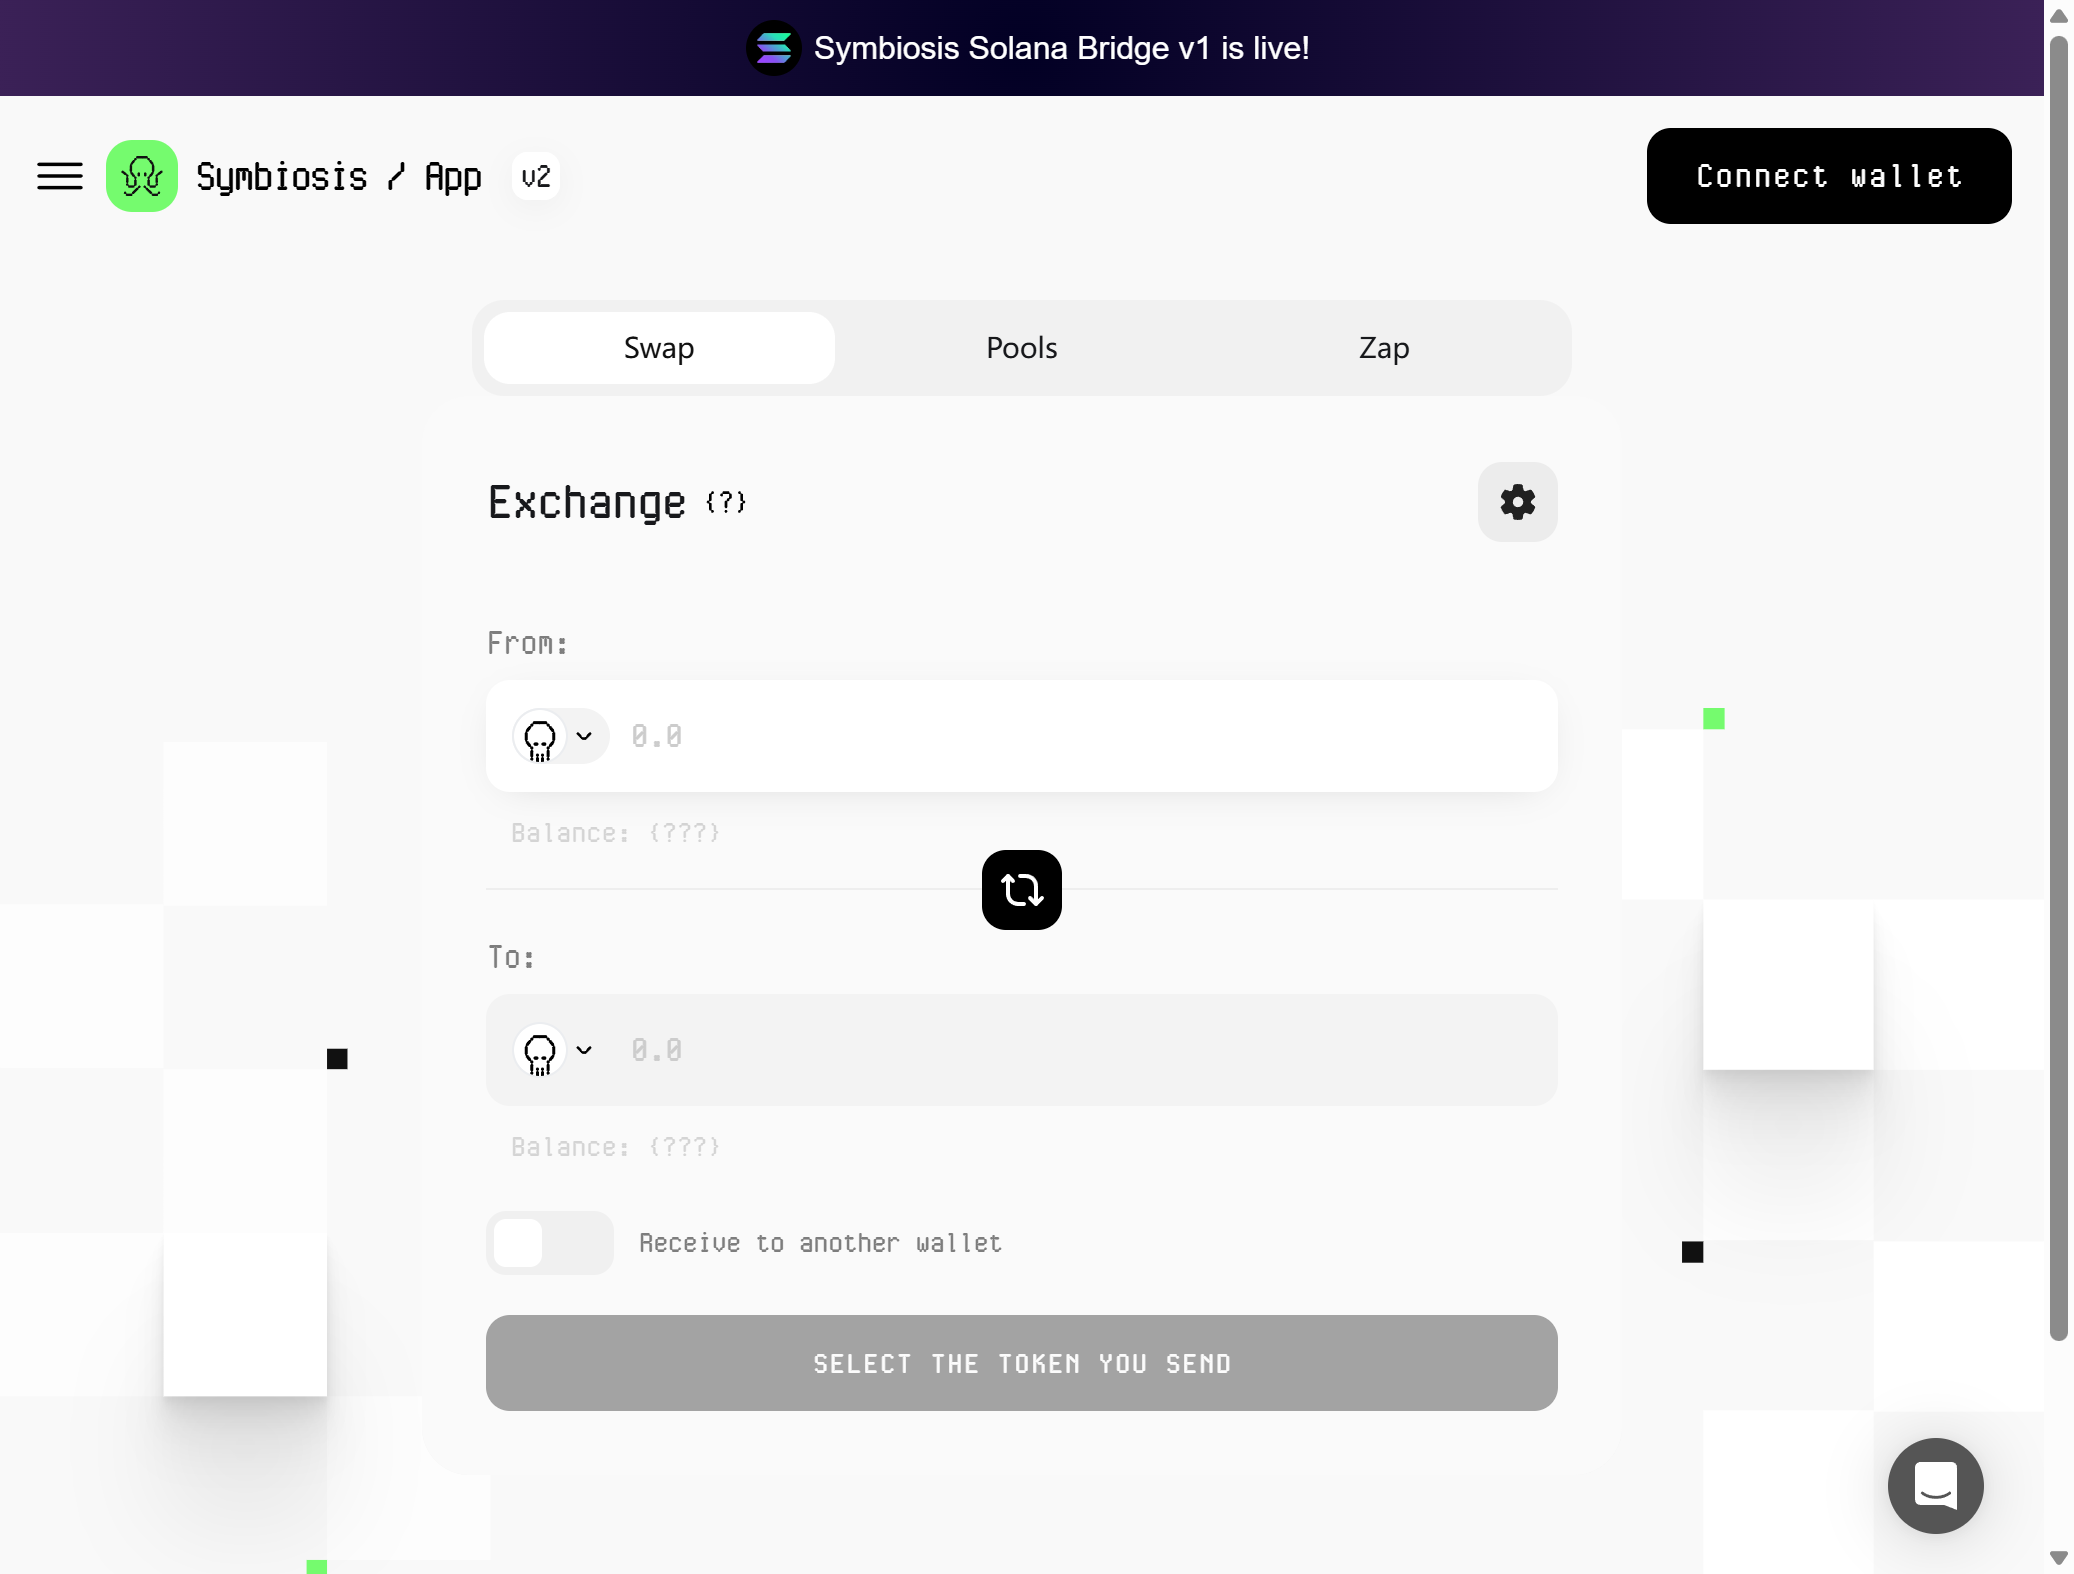 Symbiosis Solana Bridge v1 is live!
Symbiosis / App v2
Connect wallet
Swap Pools Zap
Exchange {?}
From:
0.0
Balance: {???}
To:
0.0
Balance: {???}
Receive to another wallet
SELECT THE TOKEN YOU SEND